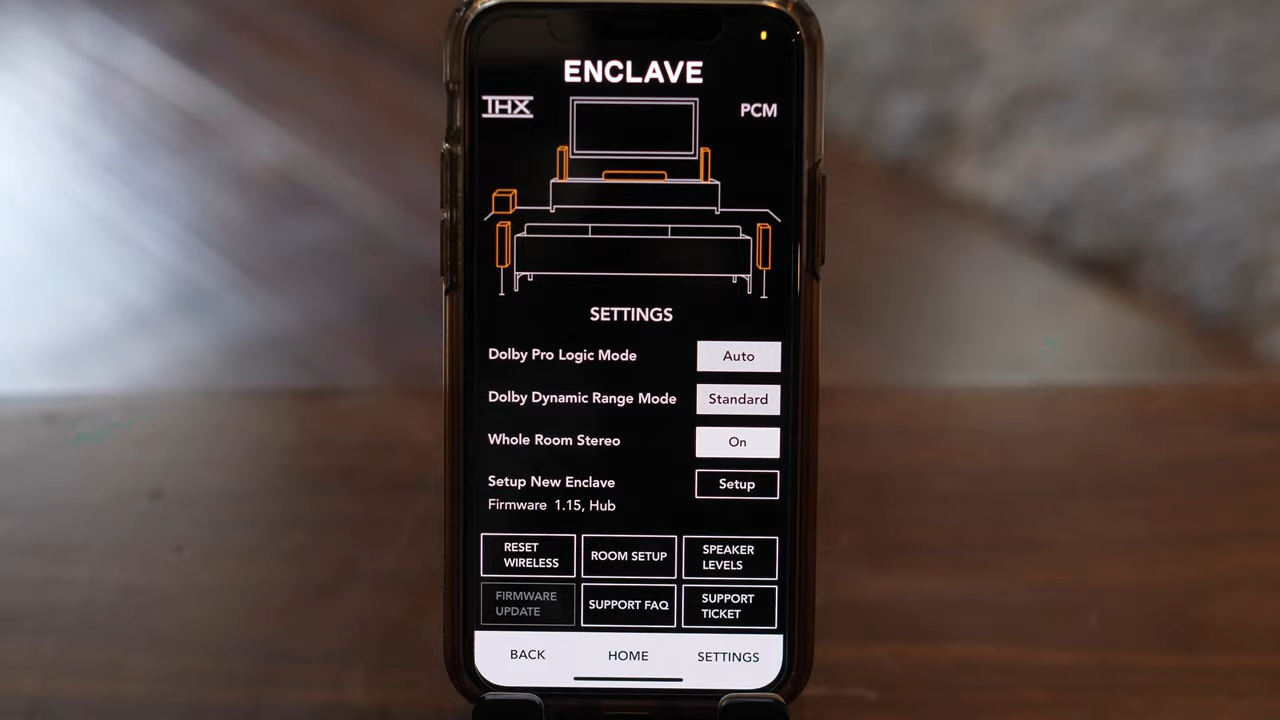 ENCLAVE
THX
PCM
SETTINGS
Dolby Pro Logic Mode Auto
Dolby Dynamic Range Mode Standard
Whole Room Stereo On
Setup New Enclave Setup
Firmware 1.15, Hub
RESET
WIRELESS
ROOM SETUP
SPEAKER
LEVELS
FIRMWARE
UPDATE
SUPPORT FAQ
SUPPORT
TICKET
BACK HOME SETTINGS